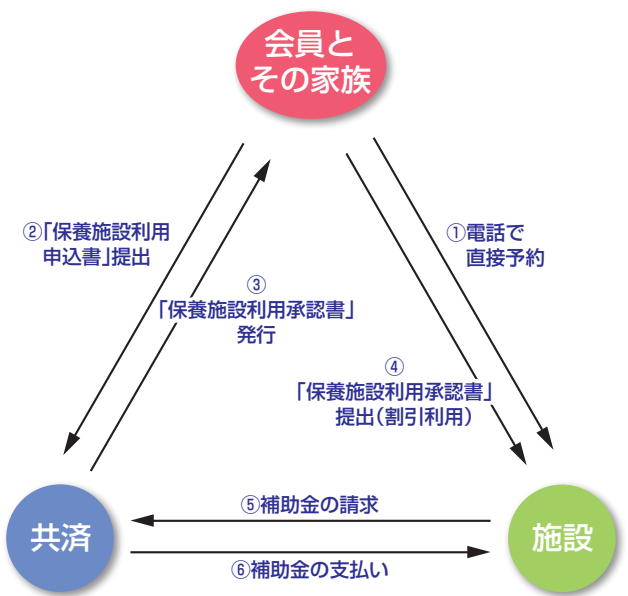 会員と
その家族
①電話で
直接予約
②｢保養施設利用
申込書｣提出
③
｢保養施設利用承認書｣
発行
④
｢保養施設利用承認書｣
提出(割引利用)
⑤補助金の請求
共済
施設
⑥補助金の支払い